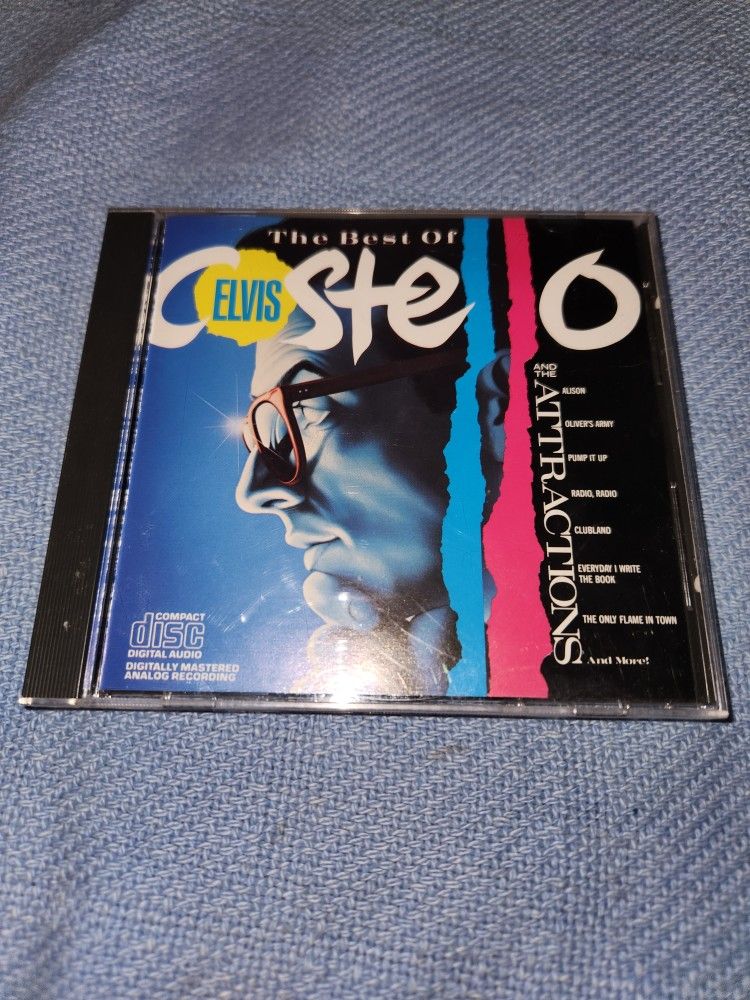 The Best Of
ELVIS
Costello
AND THE
ATTRACTIONS
ALISON
OLIVER'S ARMY
PUMP IT UP
RADIO, RADIO
CLUBLAND
EVERYDAY I WRITE
THE BOOK
THE ONLY FLAME IN TOWN
And More!
COMPACT
disc
DIGITAL AUDIO
DIGITALLY MASTERED
ANALOG RECORDING